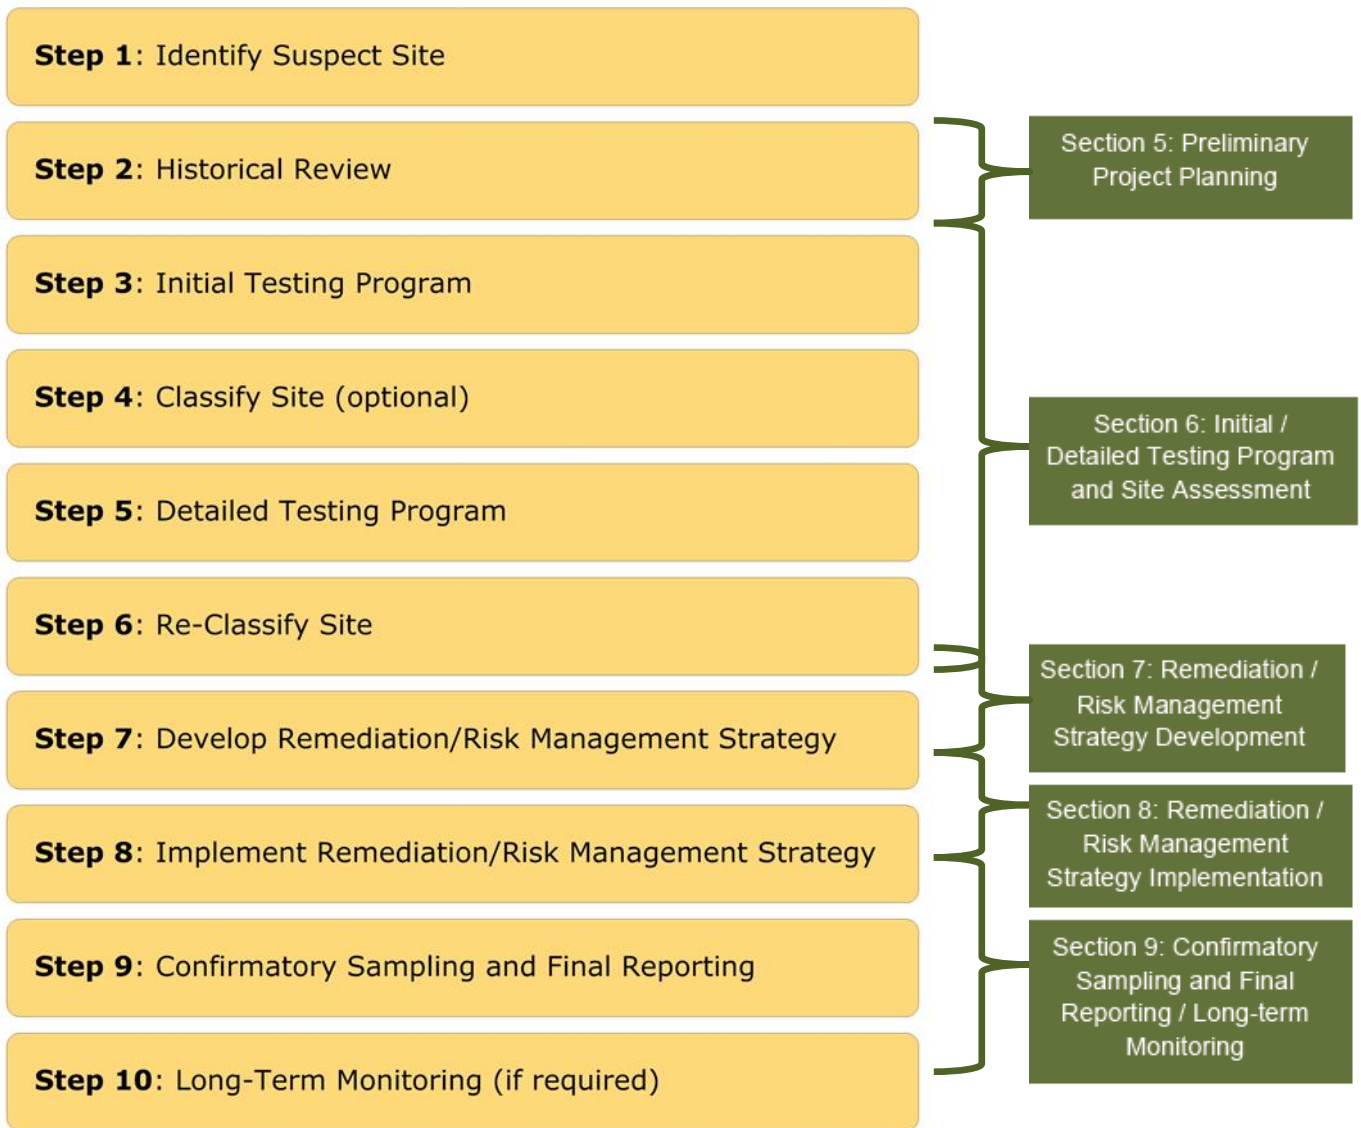 Step 1: Identify Suspect Site
Step 2: Historical Review
Step 3: Initial Testing Program
Step 4: Classify Site (optional)
Step 5: Detailed Testing Program
Step 6: Re-Classify Site
Step 7: Develop Remediation/Risk Management Strategy
Step 8: Implement Remediation/Risk Management Strategy
Step 9: Confirmatory Sampling and Final Reporting
Step 10: Long-Term Monitoring (if required)
Section 5: Preliminary
Project Planning
Section 6: Initial /
Detailed Testing Program
and Site Assessment
Section 7: Remediation /
Risk Management
Strategy Development
Section 8: Remediation /
Risk Management
Strategy Implementation
Section 9: Confirmatory
Sampling and Final
Reporting / Long-term
Monitoring